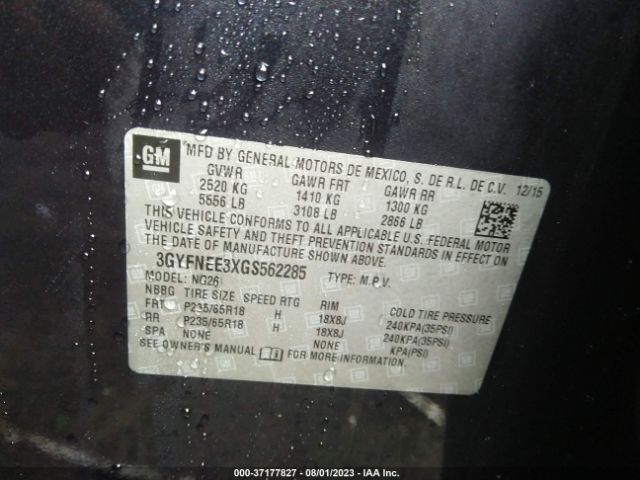 GM
MFD BY GENERAL MOTORS DE MEXICO, S. DE R.L. DE C.V. 12/15
GVWR GAWR FRT GAWR RR
2520 KG 1410 KG 1300 KG
5556 LB 3108 LB 2866 LB
THIS VEHICLE CONFORMS TO ALL APPLICABLE U.S. FEDERAL MOTOR
VEHICLE SAFETY AND THEFT PREVENTION STANDARDS IN EFFECT ON
THE DATE OF MANUFACTURE SHOWN ABOVE.
3GYFNEE3XGS562285 TYPE: M.P.V.
MODEL: NG26
NBBG TIRE SIZE SPEED RTG RIM COLD TIRE PRESSURE
FRT P235/65R18 H 18X8J 240KPA(35PSI)
RR P235/65R18 H 18X8J 240KPA(35PSI)
SPA NONE NONE KPA(PSI)
SEE OWNER'S MANUAL FOR MORE INFORMATION.
000-37177827 - 08/01/2023 - IAA Inc.